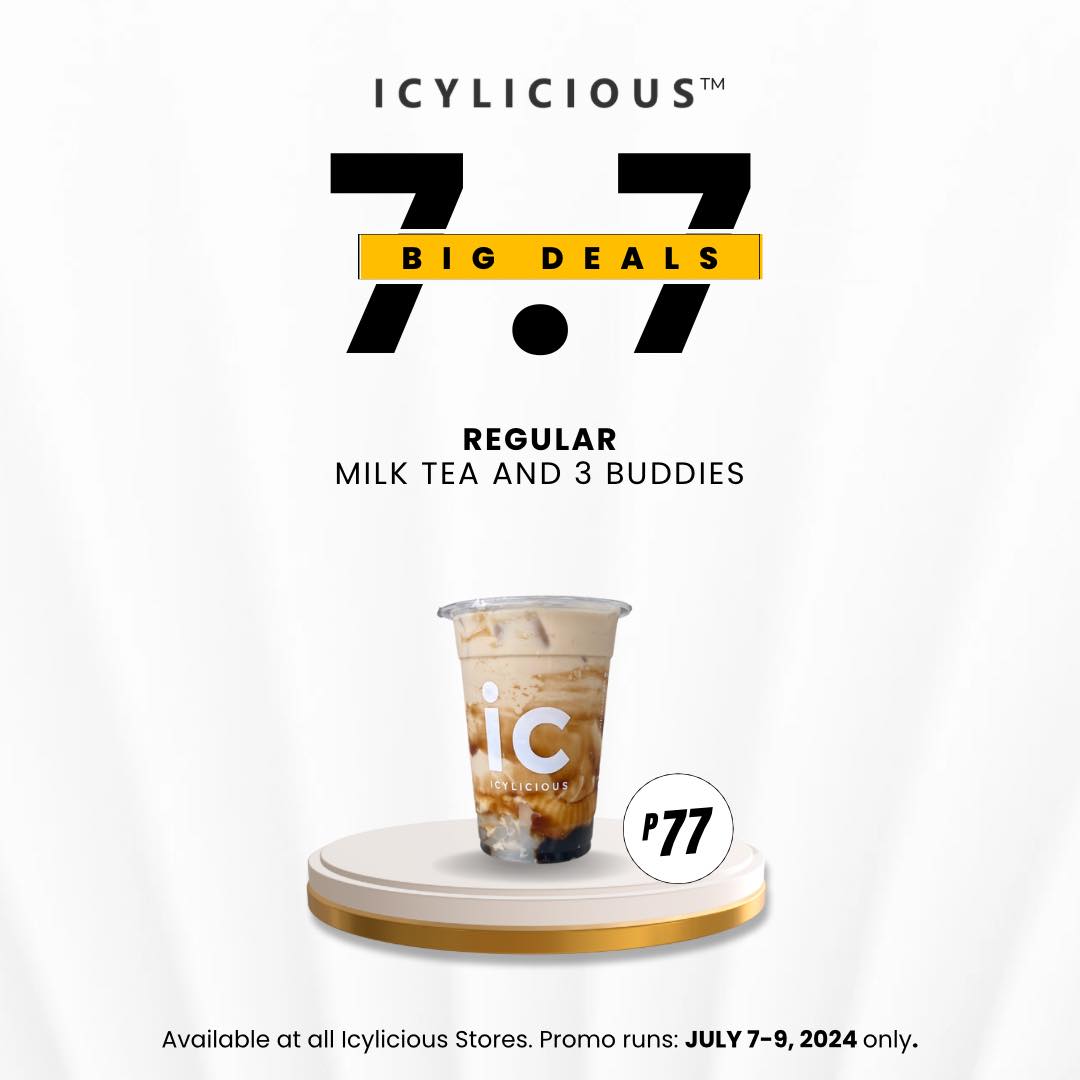 ICYLICIOUS™
7.7
BIG DEALS
REGULAR
MILK TEA AND 3 BUDDIES
ic
ICYLICIOUS
P77
Available at all Icylicious Stores. Promo runs: JULY 7-9, 2024 only.